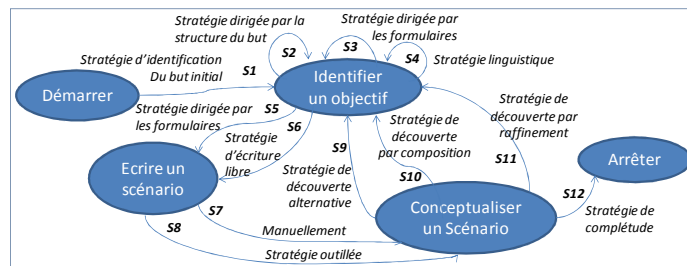 Stratégie dirigée par la
structure du but
Stratégie dirigée par
les formulaires
S2
S3
S4
Stratégie d'identification
Du but initial
S1
Stratégie linguistique
Démarrer
Identifier
un objectif
Stratégie dirigée
par les formulaires
S5
S6
Stratégie
d'écriture
libre
Stratégie de
découverte
par composition
Stratégie de
découverte par
raffinement
S9
S10
S11
Ecrire un
scénario
Stratégie de
découverte
alternative
Arrêter
S12
Conceptualiser
un Scénario
Stratégie de
complétude
S7
S8
Manuellement
Stratégie outillée